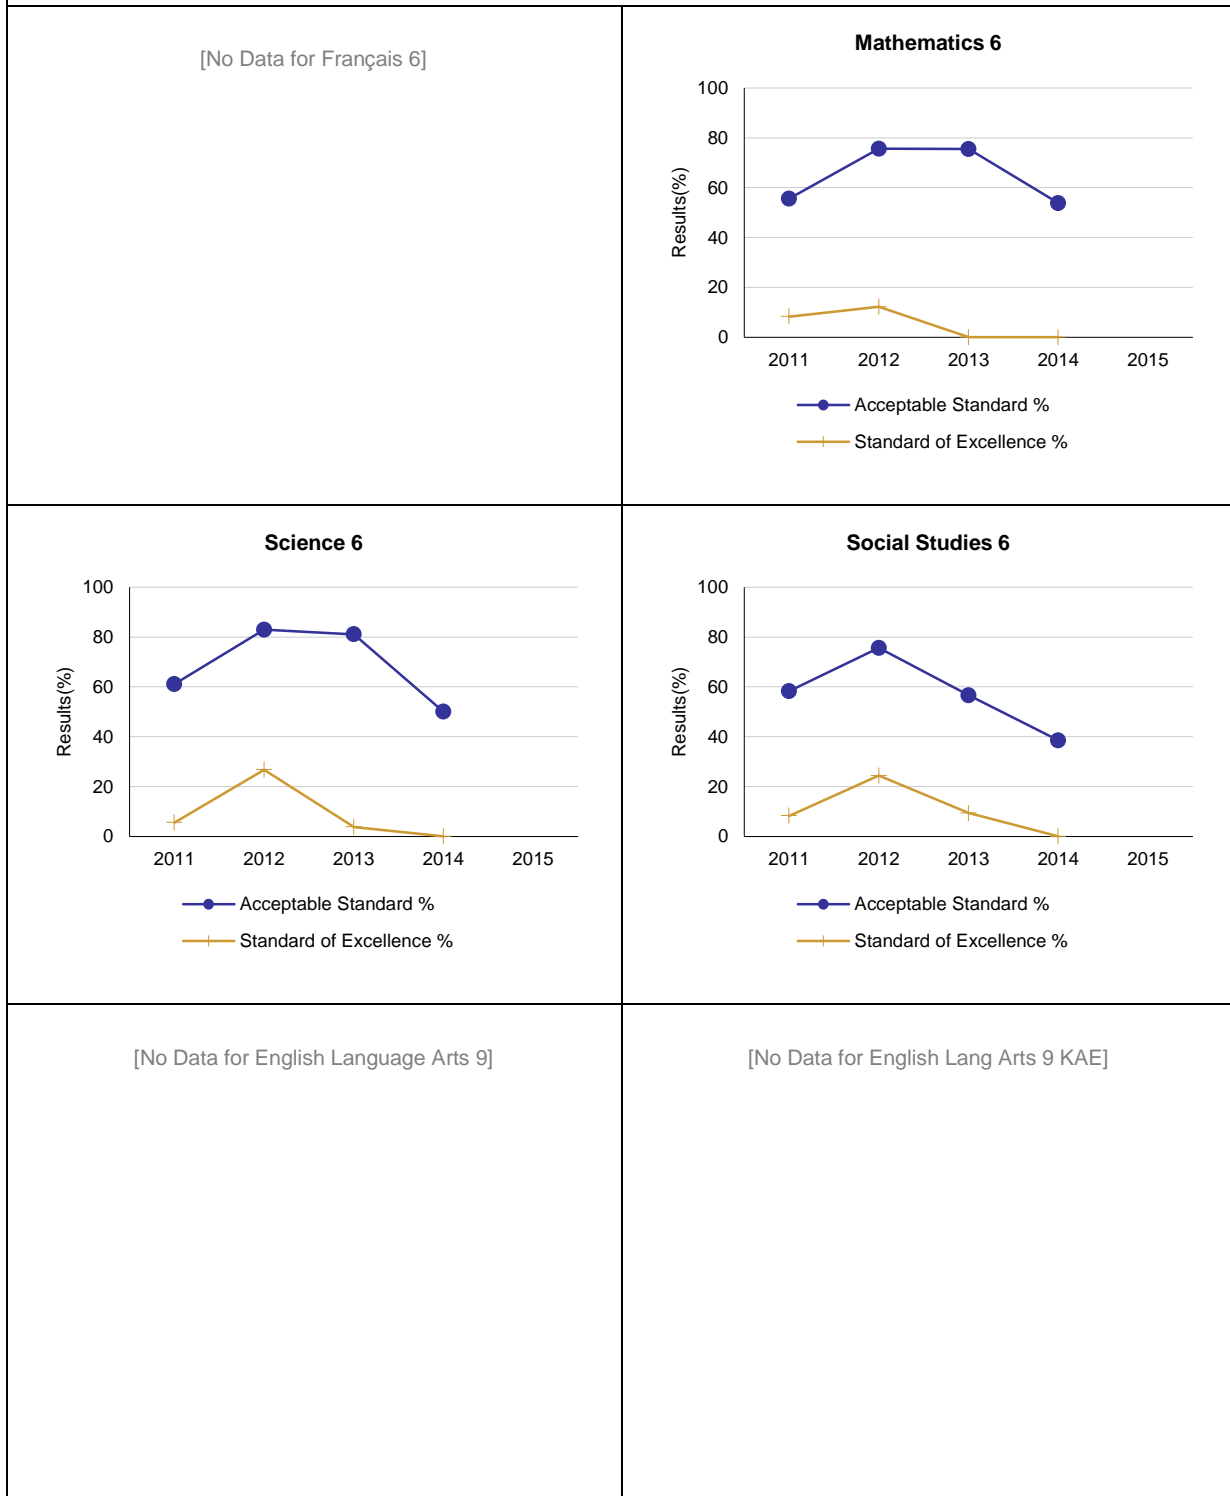 [No Data for Français 6]
Mathematics 6
100
80
60
40
20
0
Results(%)
2011 2012 2013 2014 2015
Acceptable Standard %
Standard of Excellence %
Science 6
100
80
60
40
20
0
Results(%)
2011 2012 2013 2014 2015
Acceptable Standard %
Standard of Excellence %
Social Studies 6
100
80
60
40
20
0
Results(%)
2011 2012 2013 2014 2015
Acceptable Standard %
Standard of Excellence %
[No Data for English Language Arts 9]
[No Data for English Lang Arts 9 KAE]